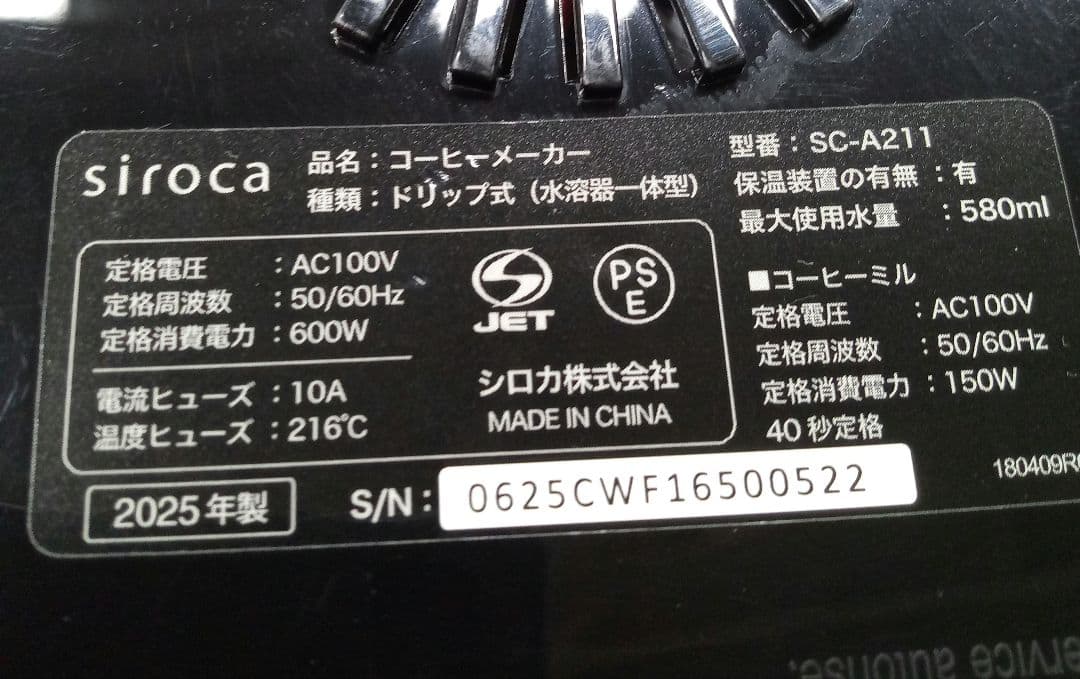 siroca
品名：コーヒーメーカー
種類：ドリップ式（水溶器一体型）
型番：SC-A211
保温装置の有無：有
最大使用水量：580ml
定格電圧：AC100V
定格周波数：50/60Hz
定格消費電力：600W
電流ヒューズ：10A
温度ヒューズ：216℃
JET
PS
E
シロカ株式会社
MADE IN CHINA
■コーヒーミル
定格電圧：AC100V
定格周波数：50/60Hz
定格消費電力：150W
40秒定格
2025年製
S/N：0625CWF16500522
180409R
service autorisé.